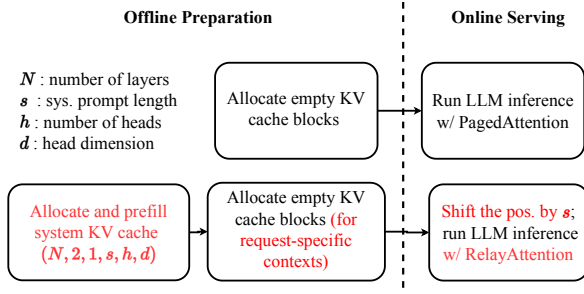 Offline Preparation
Online Serving
N : number of layers
s : sys. prompt length
h : number of heads
d : head dimension
Allocate empty KV
cache blocks
Run LLM inference
w/ PagedAttention
Allocate and prefill
system KV cache
(N, 2, 1, s, h, d)
Allocate empty KV
cache blocks (for
request-specific
contexts)
Shift the pos. by s;
run LLM inference
w/ RelayAttention